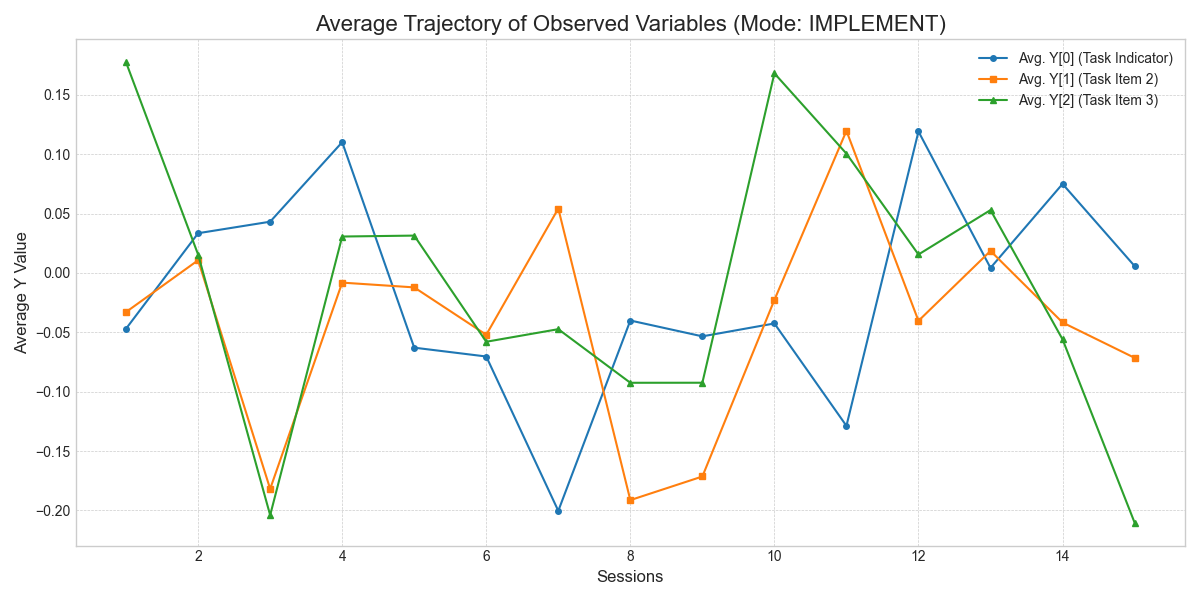 Average Trajectory of Observed Variables (Mode: IMPLEMENT)
Avg. Y[0] (Task Indicator)
Avg. Y[1] (Task Item 2)
Avg. Y[2] (Task Item 3)
Average Y Value
0.15
0.10
0.05
0.00
−0.05
−0.10
−0.15
−0.20
2 4 6 8 10 12 14
Sessions